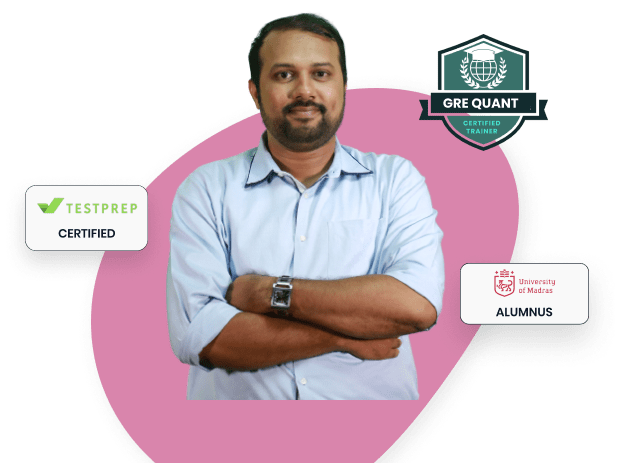 GRE QUANT
CERTIFIED
TRAINER
TESTPREP
CERTIFIED
University
of Madras
ALUMNUS